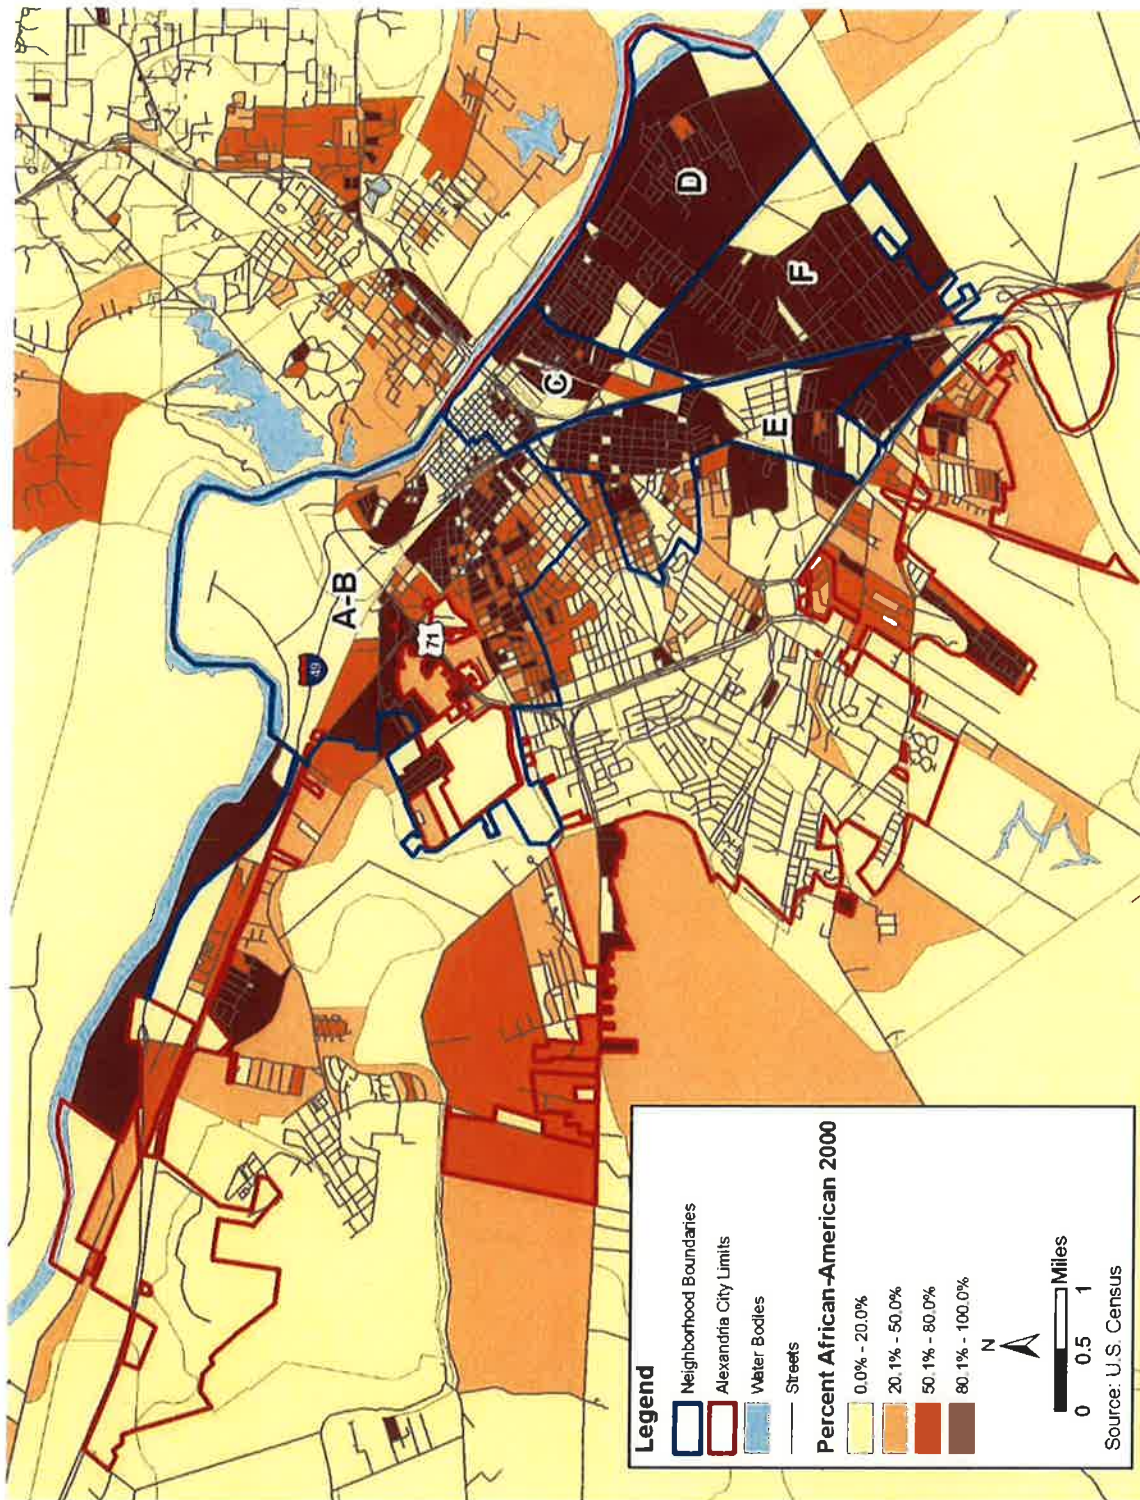 A-B
49
71
C
D
E
F
Legend
Neighborhood Boundaries
Alexandria City Limits
Water Bodies
Streets
Percent African-American 2000
0.0% - 20.0%
20.1% - 50.0%
50.1% - 80.0%
80.1% - 100.0%
N
Miles
0 0.5 1
Source: U.S. Census